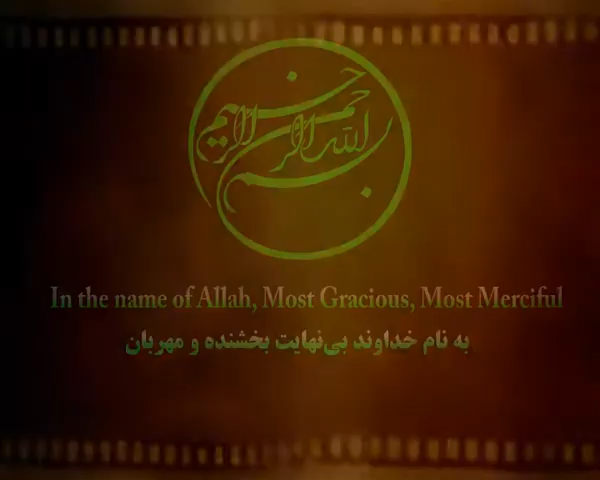 بسم الله الرحمن الرحیم
In the name of Allah, Most Gracious, Most Merciful
به نام خداوند بی‌نهایت بخشنده و مهربان